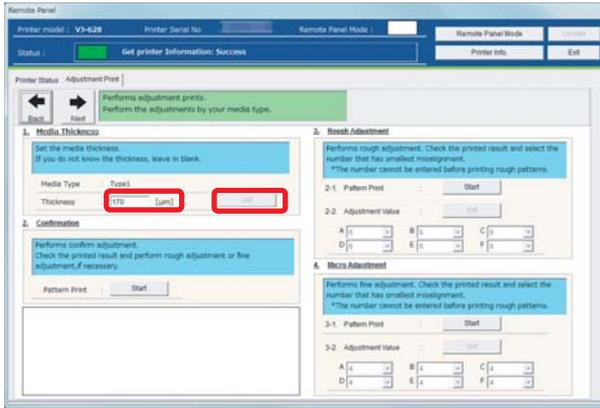 Remote Panel
Printer model : VJ-628 Printer Serial No Remote Panel Mode : Remote Panel Mode
Status : Get printer Information: Success Printer Info. Exit
Printer Status Adjustment Print
Back Next
Performs adjustment prints.
Perform the adjustments by your media type.
1. Media Thickness
Set the media thickness.
If you do not know the thickness, leave in blank.
Media Type : Type1
Thickness 170 [µm] Set
2. Confirmation
Performs confirm adjustment.
Check the printed result and perform rough adjustment or fine
adjustment,if necessary.
Pattern Print : Start
3. Rough Adjustment
Performs rough adjustment. Check the printed result and select the
number that has smallest misalignment.
*The number cannot be entered before printing rough patterns.
2-1. Pattern Print : Start
2-2. Adjustment Value : Set
A 6 B 6 C 6
D 6 E 6 F 6
4. Micro Adjustment
Performs fine adjustment. Check the printed result and select the
number that has smallest misalignment.
*The number cannot be entered before printing rough patterns.
3-1. Pattern Print : Start
3-2. Adjustment Value : Set
A 4 B 4 C 4
D 4 E 4 F 4